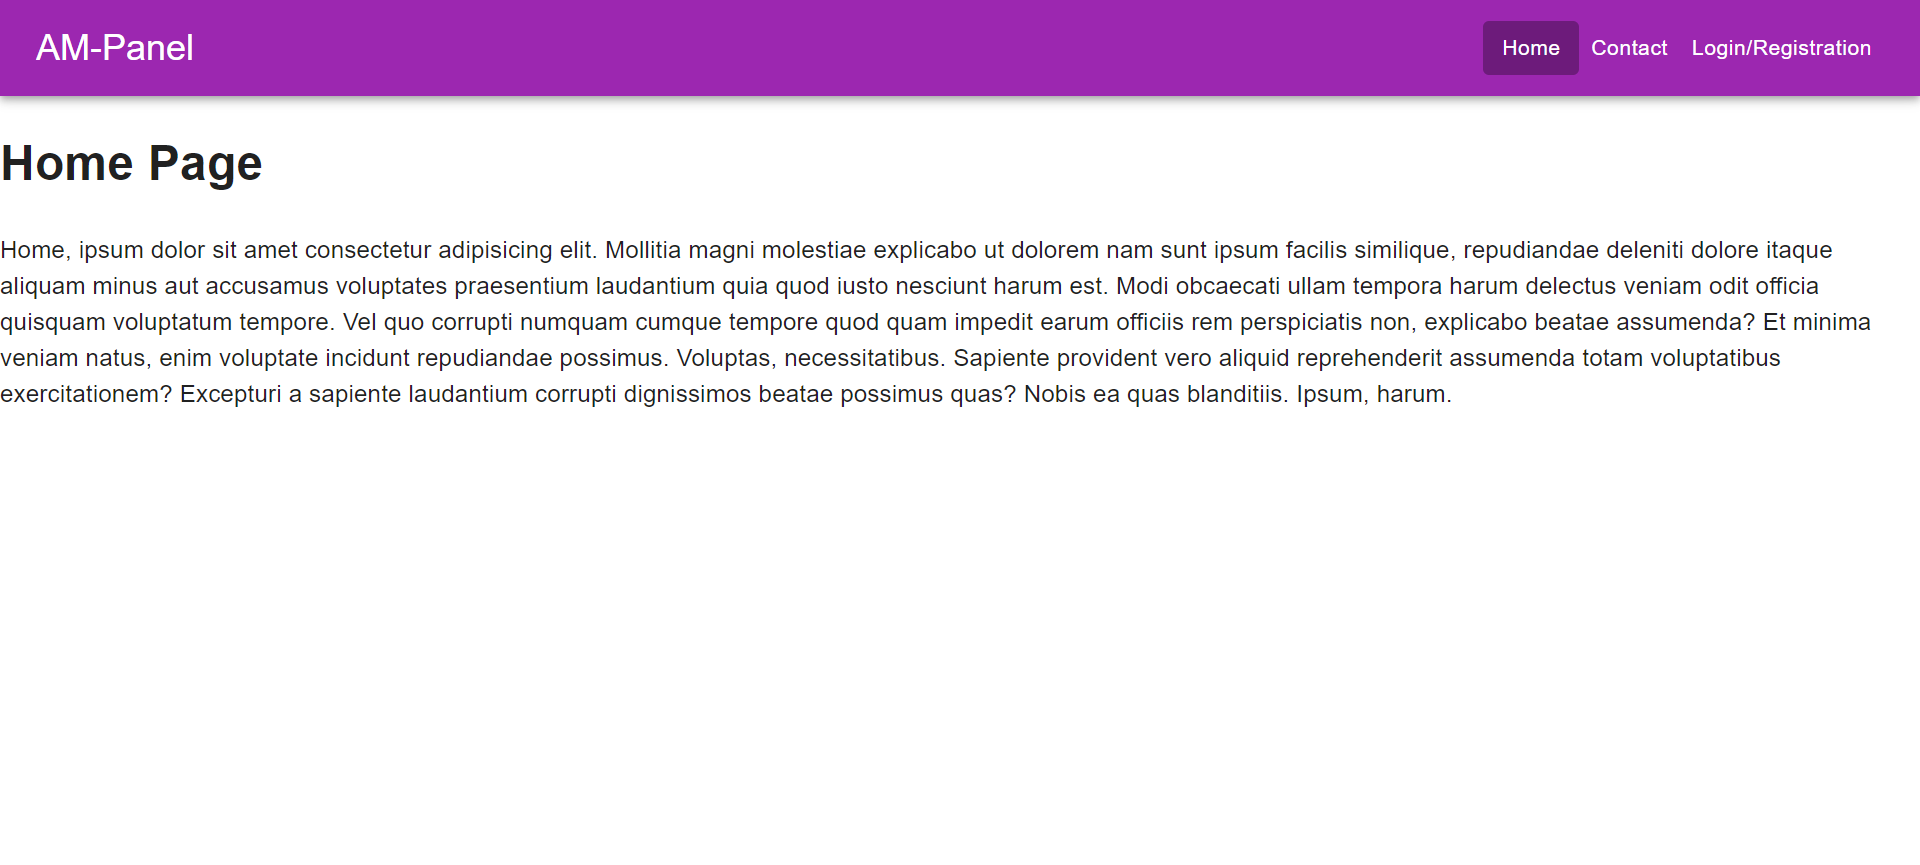 AM-Panel
Home
Contact
Login/Registration
Home Page
Home, ipsum dolor sit amet consectetur adipisicing elit. Mollitia magni molestiae explicabo ut dolorem nam sunt ipsum facilis similique, repudiandae deleniti dolore itaque
aliquam minus aut accusamus voluptates praesentium laudantium quia quod iusto nesciunt harum est. Modi obcaecati ullam tempora harum delectus veniam odit officia
quisquam voluptatum tempore. Vel quo corrupti numquam cumque tempore quod quam impedit earum officiis rem perspiciatis non, explicabo beatae assumenda? Et minima
veniam natus, enim voluptate incidunt repudiandae possimus. Voluptas, necessitatibus. Sapiente provident vero aliquid reprehenderit assumenda totam voluptatibus
exercitationem? Excepturi a sapiente laudantium corrupti dignissimos beatae possimus quas? Nobis ea quas blanditiis. Ipsum, harum.